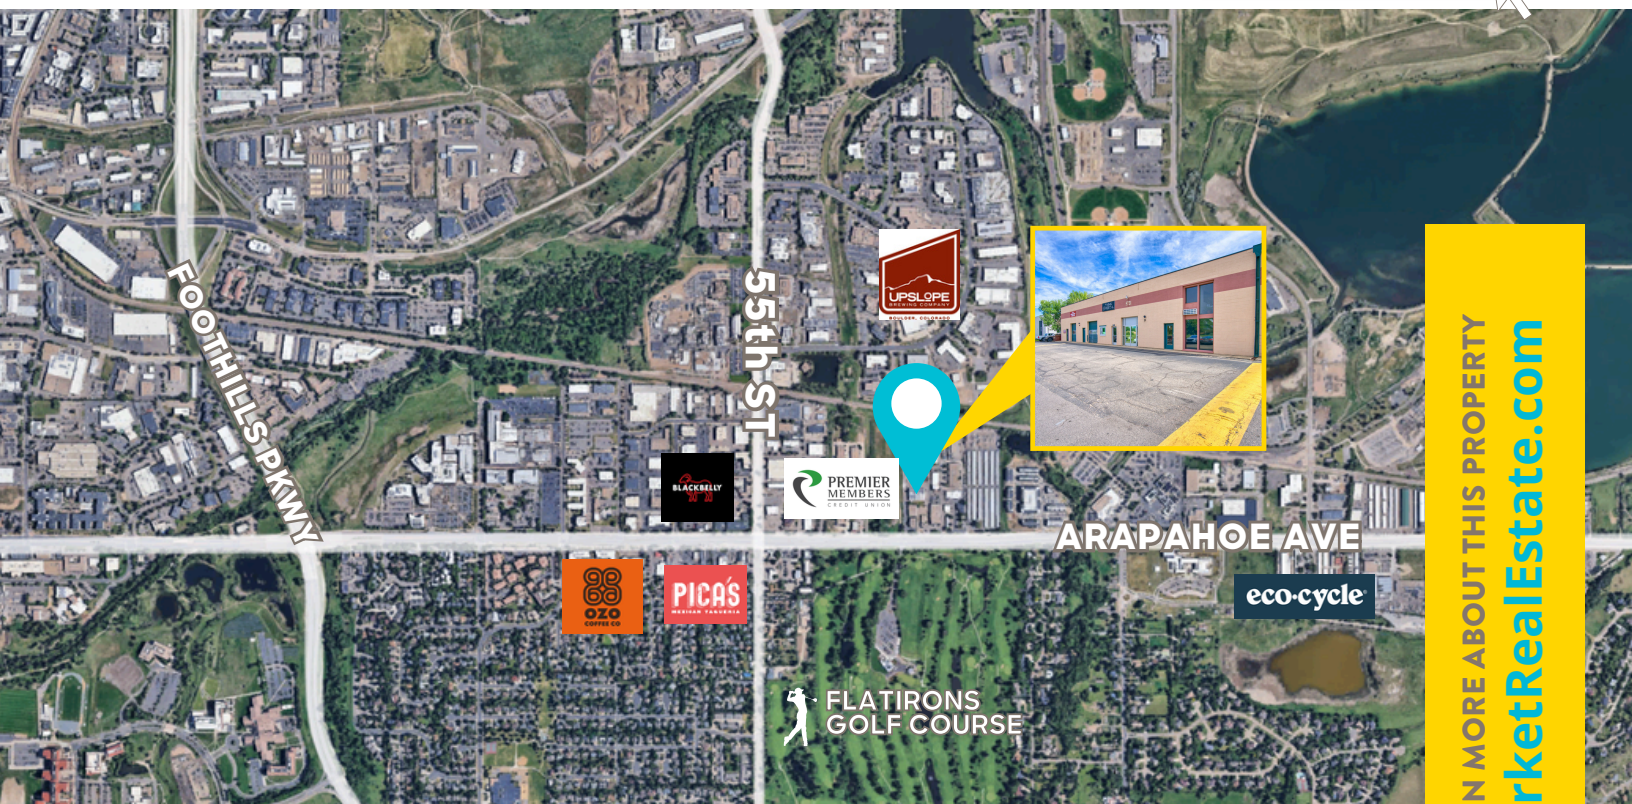 FOOTHILLS PKWY
55th ST
UPSLOPE
BREWING COMPANY
BOULDER, COLORADO
BLACKBELLY
PREMIER
MEMBERS
CREDIT UNION
ARAPAHOE AVE
OZO
COFFEE CO
PICA'S
MEXICAN TAQUERIA
eco-cycle
FLATIRONS
GOLF COURSE
N MORE ABOUT THIS PROPERTY
rketRealEstate.com